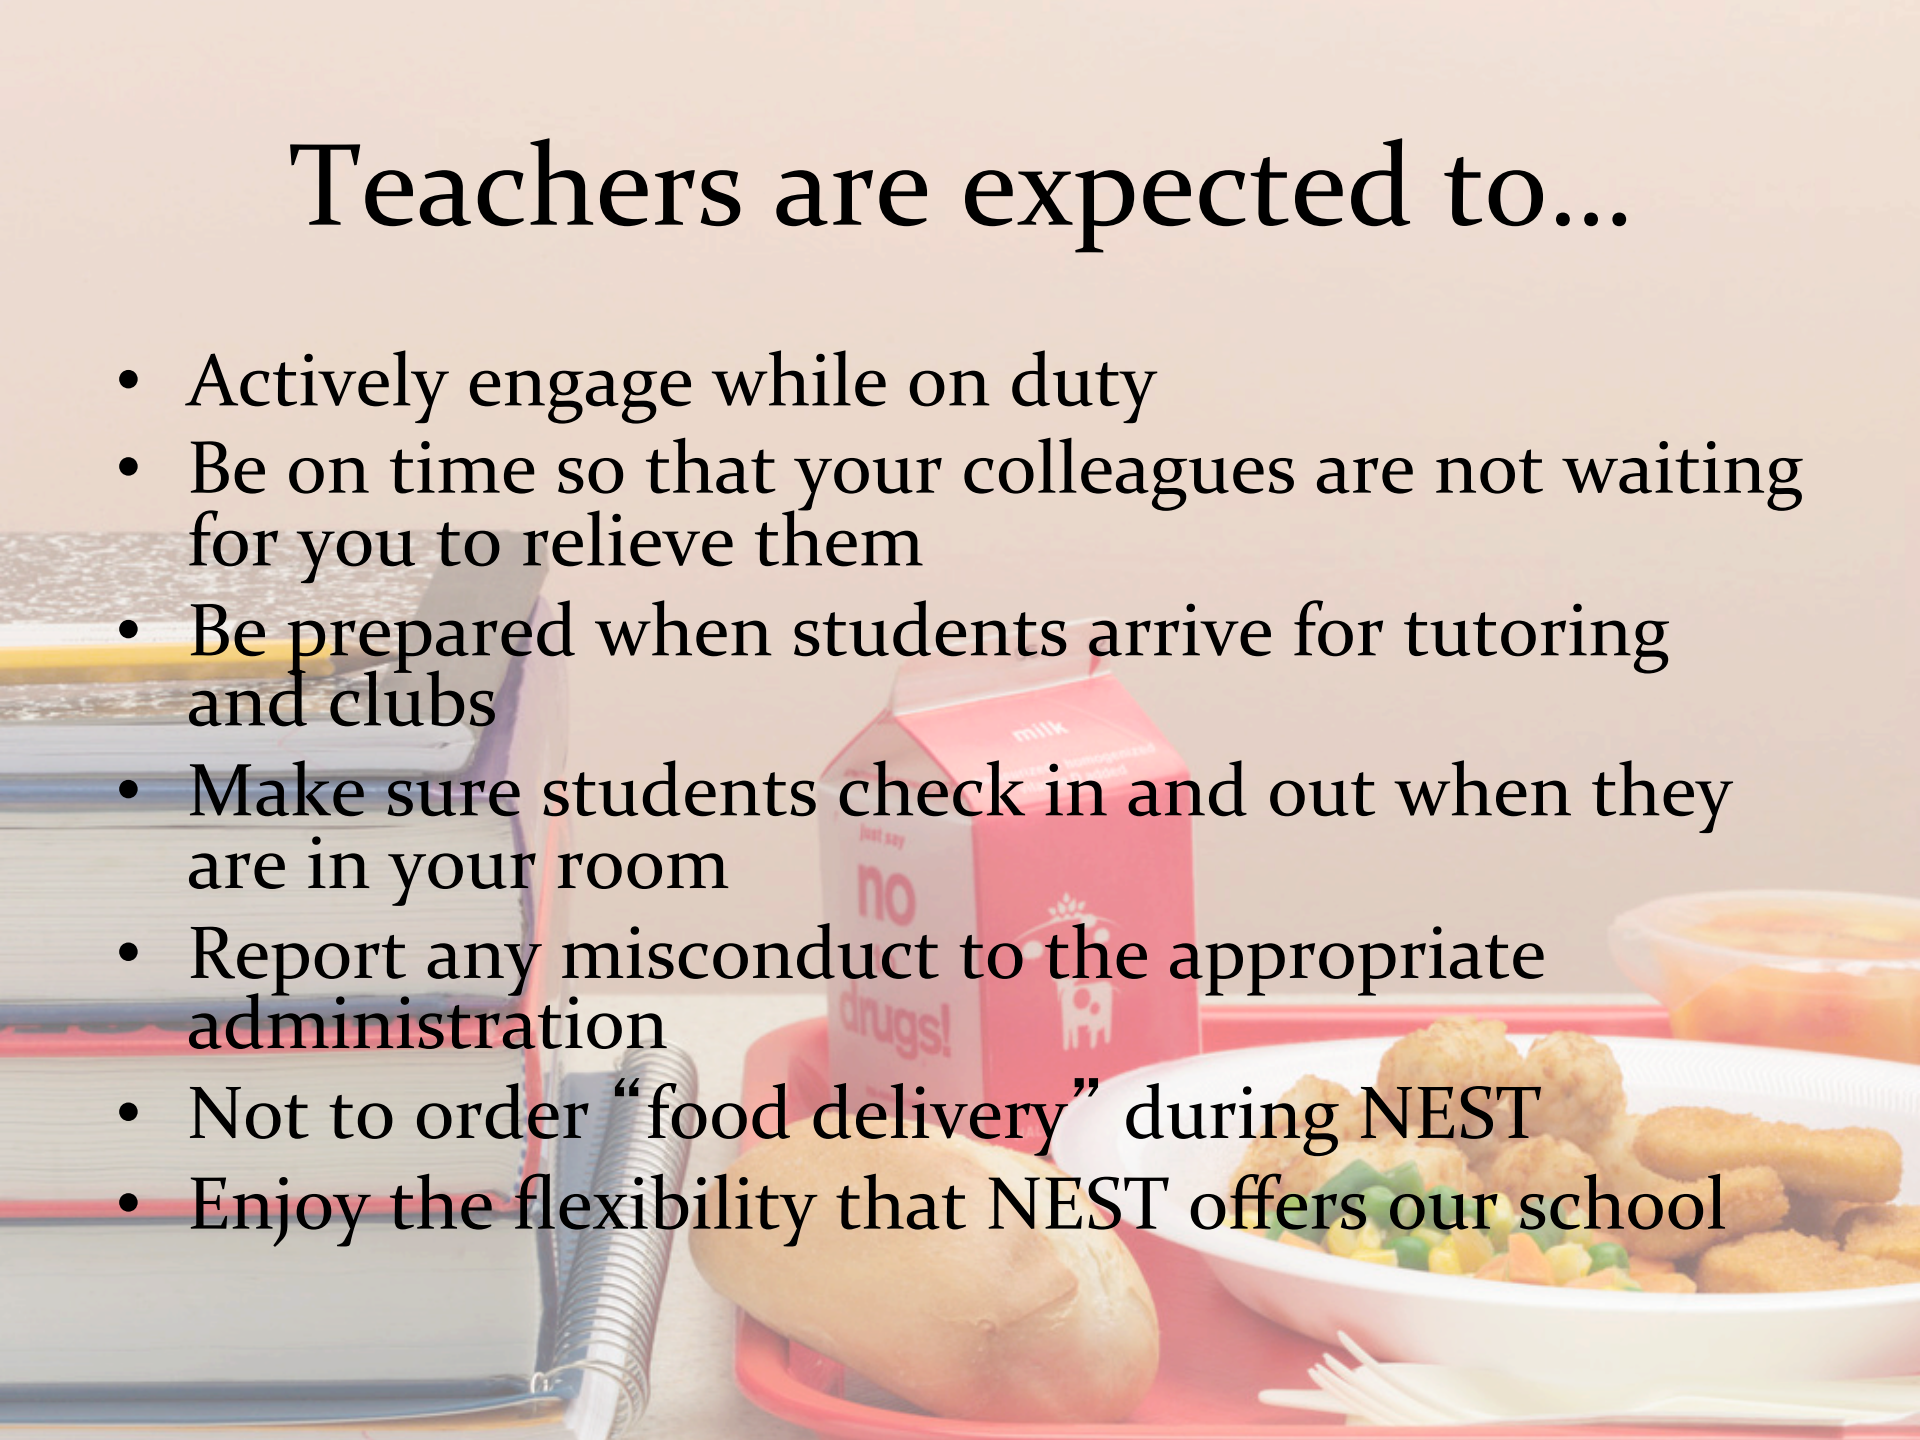 Teachers are expected to...
• Actively engage while on duty
• Be on time so that your colleagues are not waiting
for you to relieve them
• Be prepared when students arrive for tutoring
and clubs
• Make sure students check in and out when they
are in your room
• Report any misconduct to the appropriate
administration
• Not to order “food delivery” during NEST
• Enjoy the flexibility that NEST offers our school
milk
homogenized
D added
just say
no
drugs!